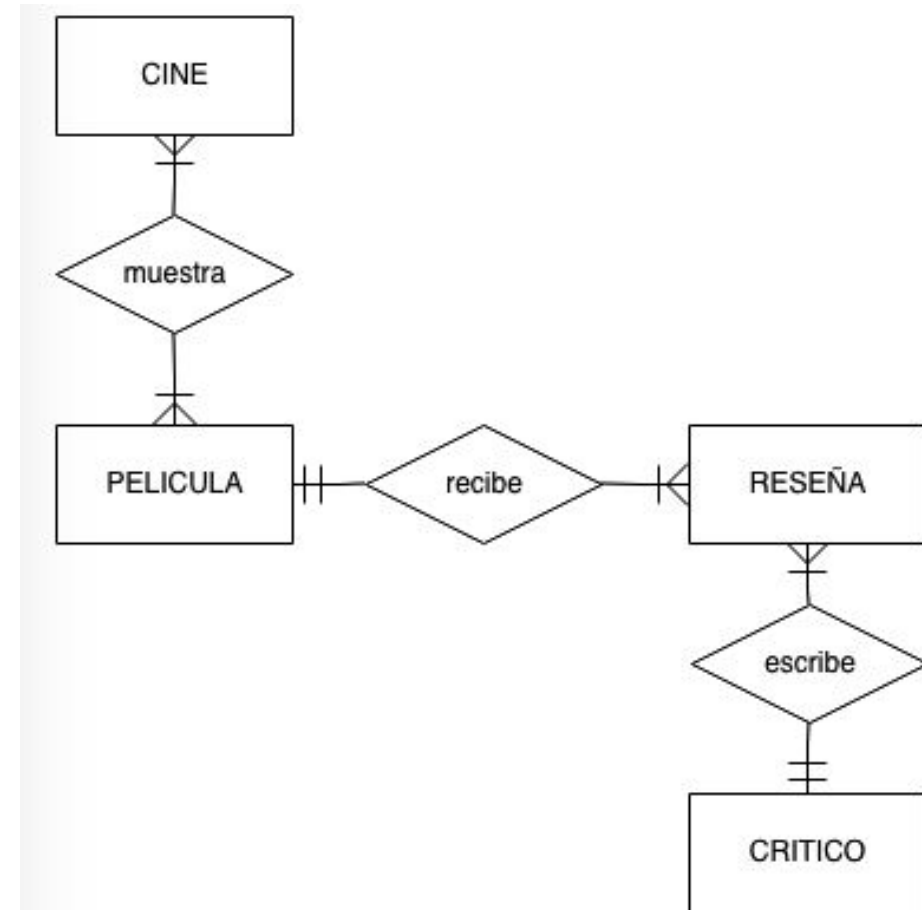 CINE
muestra
PELICULA
recibe
RESEÑA
escribe
CRITICO